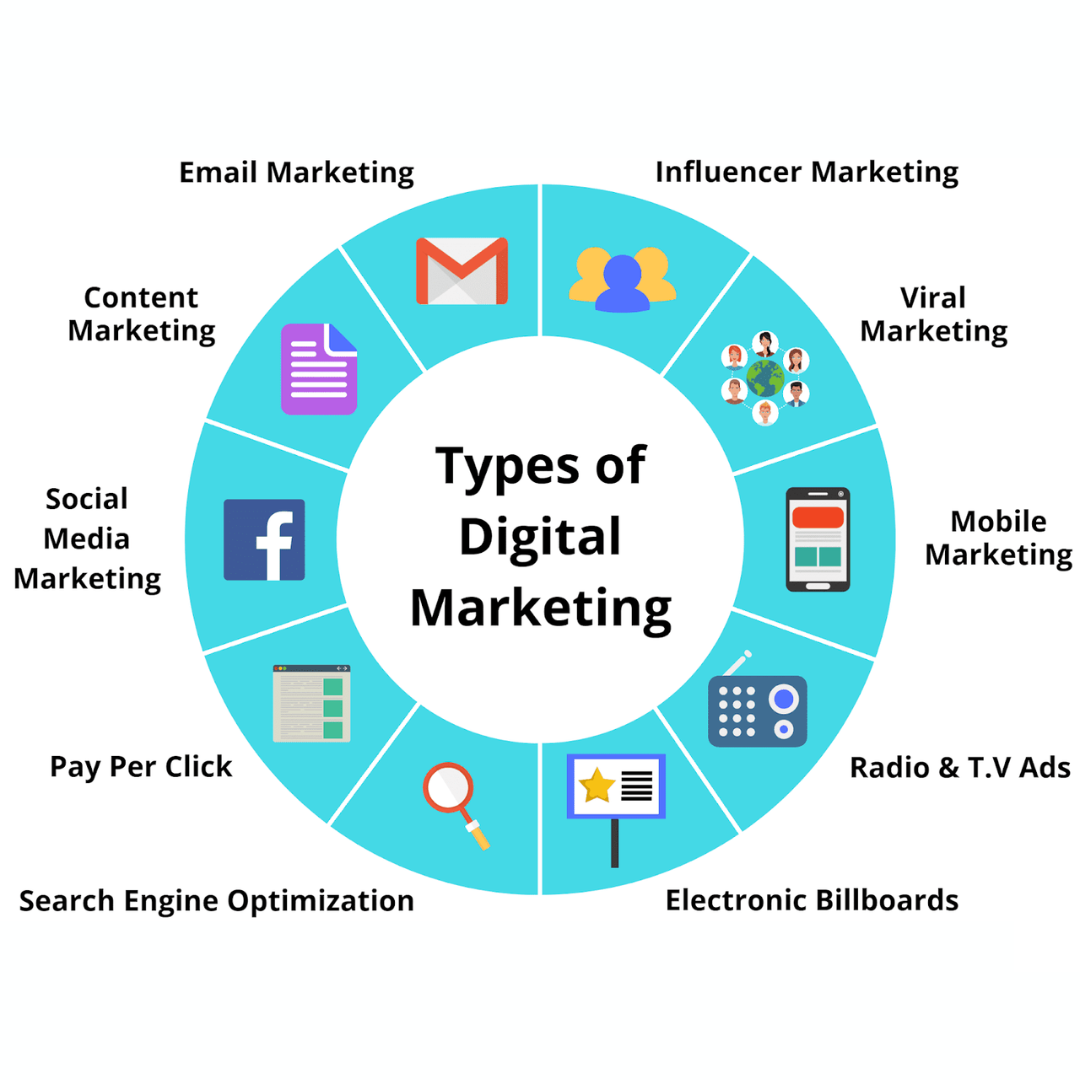 Email Marketing
Influencer Marketing
Content
Marketing
Viral
Marketing
Types of
Digital
Marketing
Social
Media
Marketing
Mobile
Marketing
Pay Per Click
Radio & T.V Ads
Search Engine Optimization
Electronic Billboards